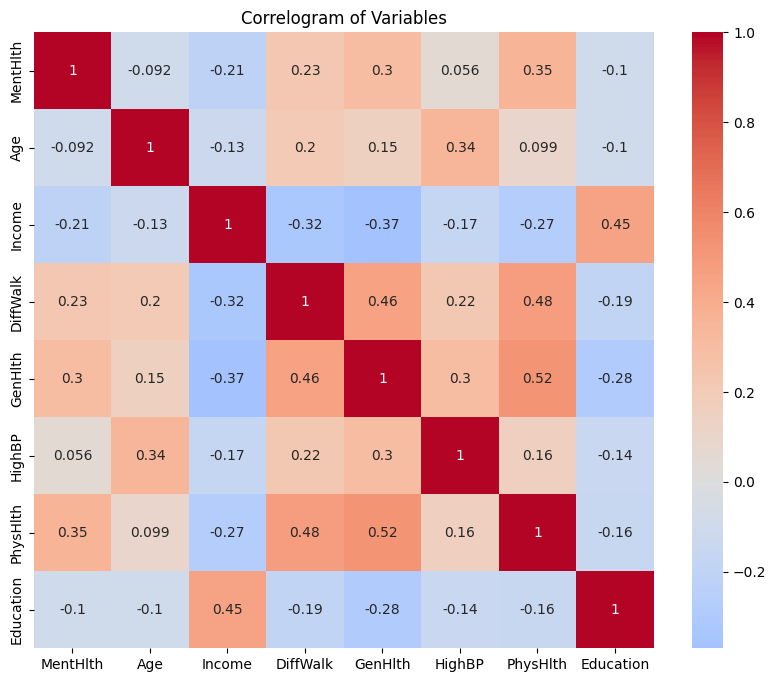 Correlogram of Variables
MentHlth 1 -0.092 -0.21 0.23 0.3 0.056 0.35 -0.1
Age -0.092 1 -0.13 0.2 0.15 0.34 0.099 -0.1
Income -0.21 -0.13 1 -0.32 -0.37 -0.17 -0.27 0.45
DiffWalk 0.23 0.2 -0.32 1 0.46 0.22 0.48 -0.19
GenHlth 0.3 0.15 -0.37 0.46 1 0.3 0.52 -0.28
HighBP 0.056 0.34 -0.17 0.22 0.3 1 0.16 -0.14
PhysHlth 0.35 0.099 -0.27 0.48 0.52 0.16 1 -0.16
Education -0.1 -0.1 0.45 -0.19 -0.28 -0.14 -0.16 1
MentHlth Age Income DiffWalk GenHlth HighBP PhysHlth Education
1.0
0.8
0.6
0.4
0.2
0.0
−0.2